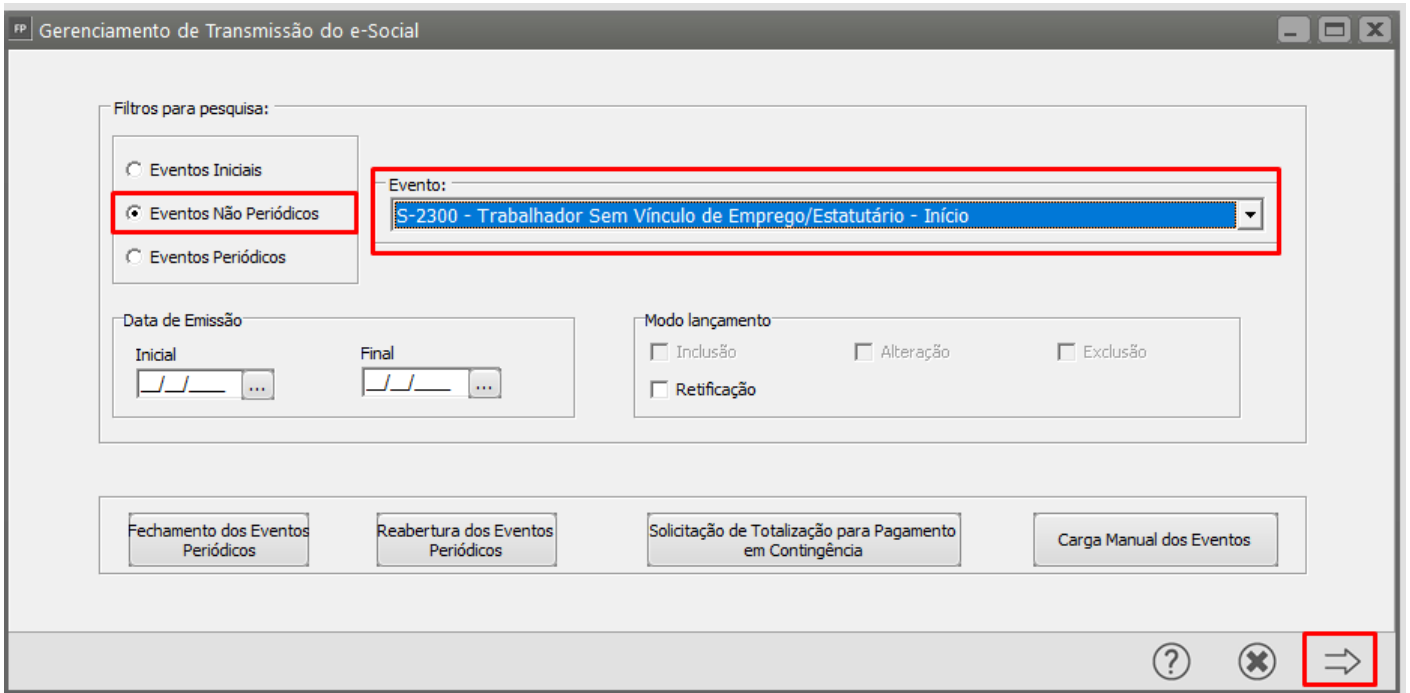 FP Gerenciamento de Transmissão do e-Social
Filtros para pesquisa:
Eventos Iniciais
Eventos Não Periódicos
Eventos Periódicos
Evento:
S-2300 - Trabalhador Sem Vínculo de Emprego/Estatutário - Início
Data de Emissão
Inicial
Final
__/__/____ ...
__/__/____ ...
Modo lançamento
Inclusão
Alteração
Exclusão
Retificação
Fechamento dos Eventos
Periódicos
Reabertura dos Eventos
Periódicos
Solicitação de Totalização para Pagamento
em Contingência
Carga Manual dos Eventos
?